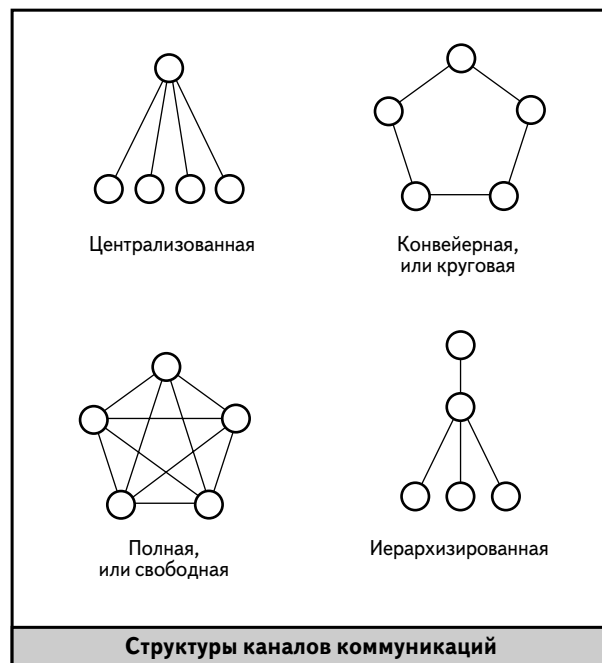 Централизованная
Конвейерная,
или круговая
Полная,
или свободная
Иерархизированная
Структуры каналов коммуникаций